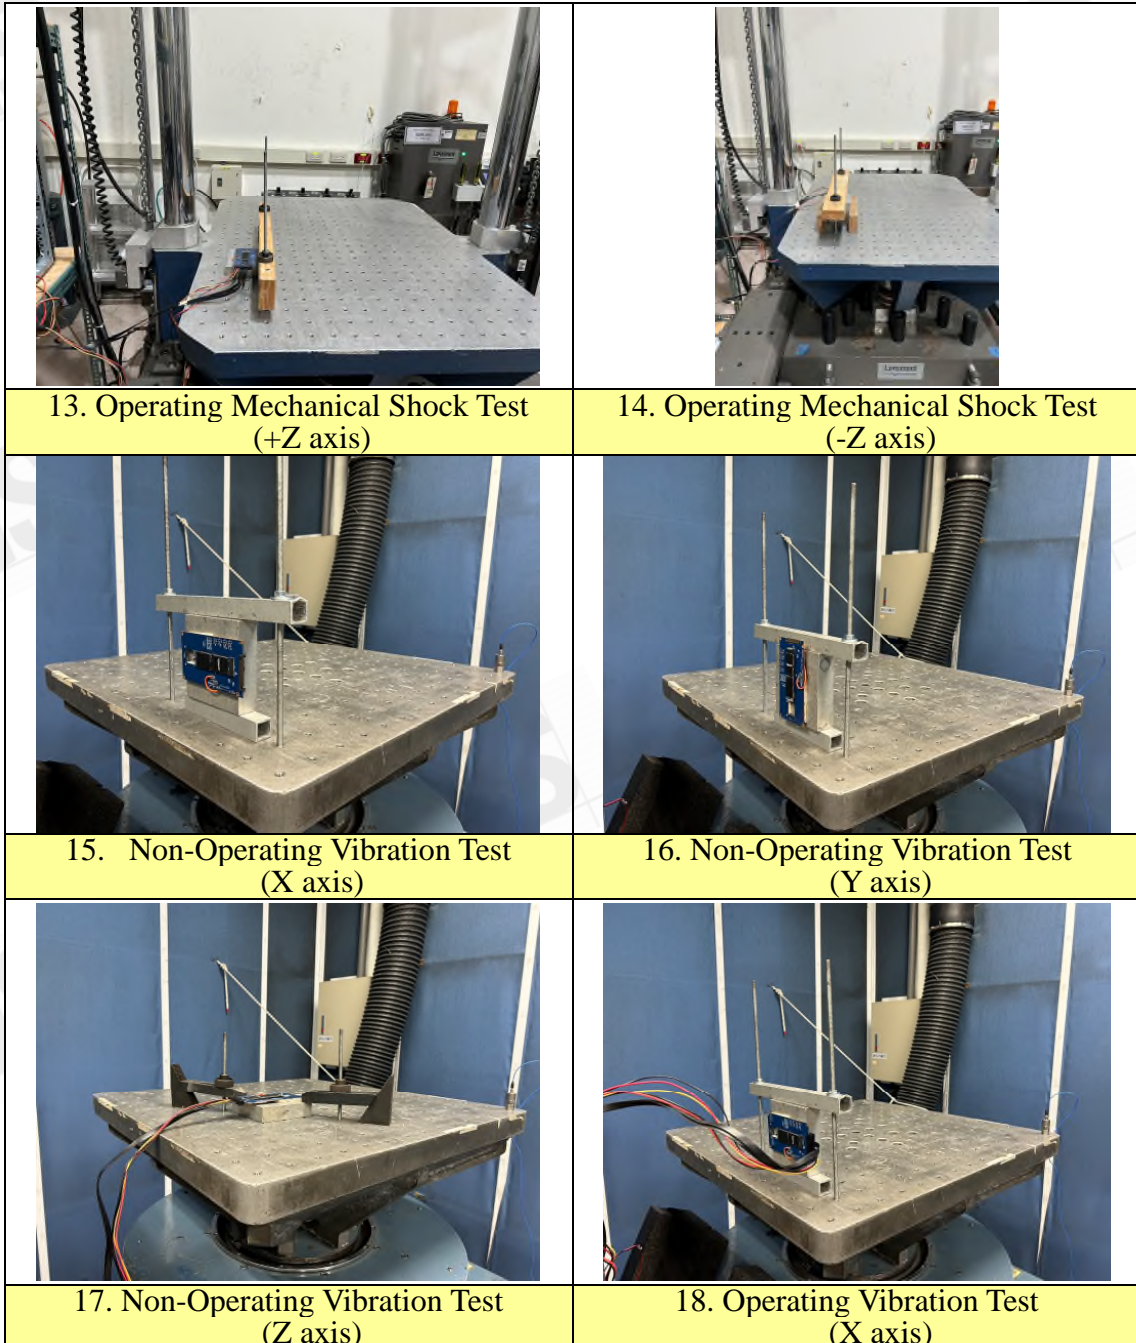 13. Operating Mechanical Shock Test
(+Z axis)
14. Operating Mechanical Shock Test
(-Z axis)
15. Non-Operating Vibration Test
(X axis)
16. Non-Operating Vibration Test
(Y axis)
17. Non-Operating Vibration Test
(Z axis)
18. Operating Vibration Test
(X axis)